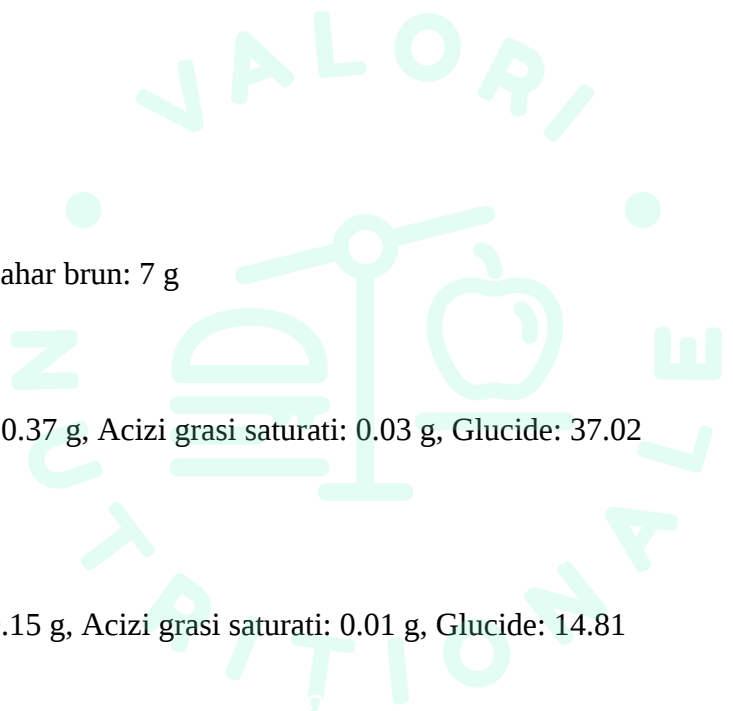 VALORI
ahar brun: 7 g
0.37 g, Acizi grasi saturati: 0.03 g, Glucide: 37.02
.15 g, Acizi grasi saturati: 0.01 g, Glucide: 14.81
NUTRITIONALE